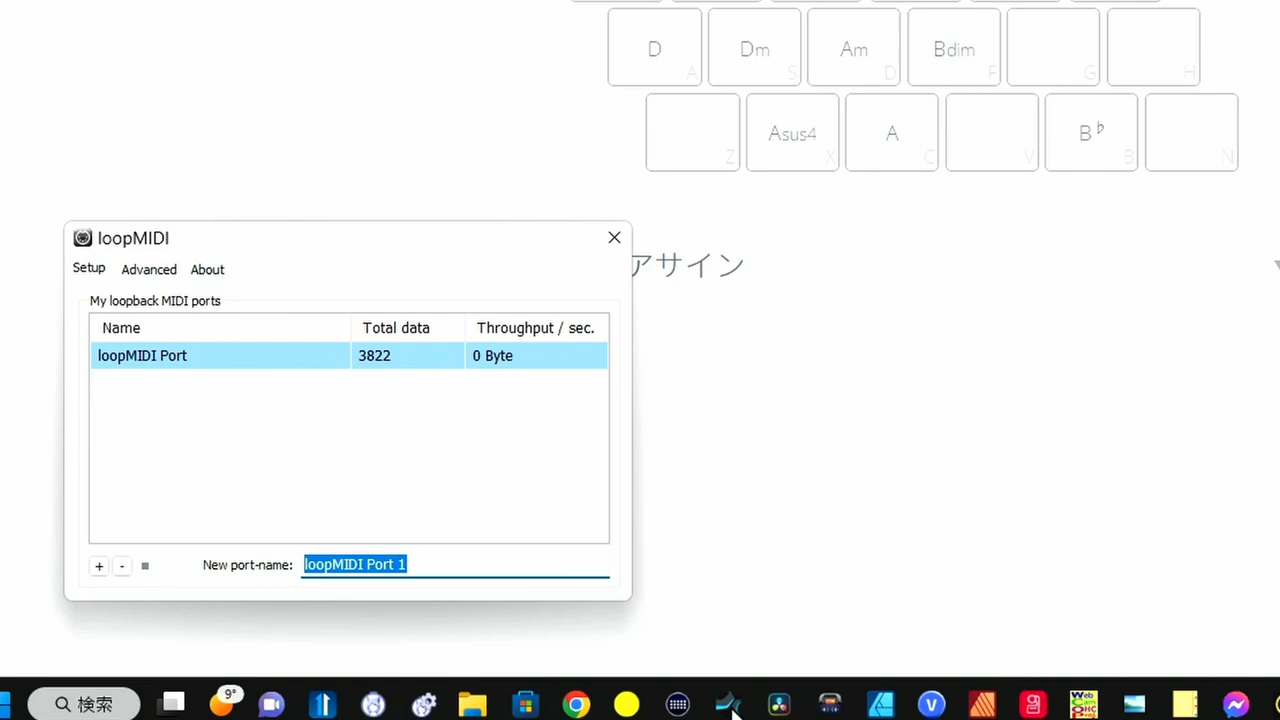 D Dm Am Bdim
A S D F G H
Asus4 A B♭
Z X C V B N
loopMIDI
アサイン
Setup Advanced About
My loopback MIDI ports
Name Total data Throughput / sec.
loopMIDI Port 3822 0 Byte
+ - New port-name: loopMIDI Port 1
検索
9°